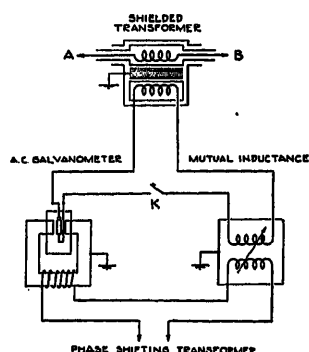 SHIELDED
TRANSFORMER
A
B
A.C. GALVANOMETER
MUTUAL INDUCTANCE
K
PHASE SHIFTING TRANSFORMER